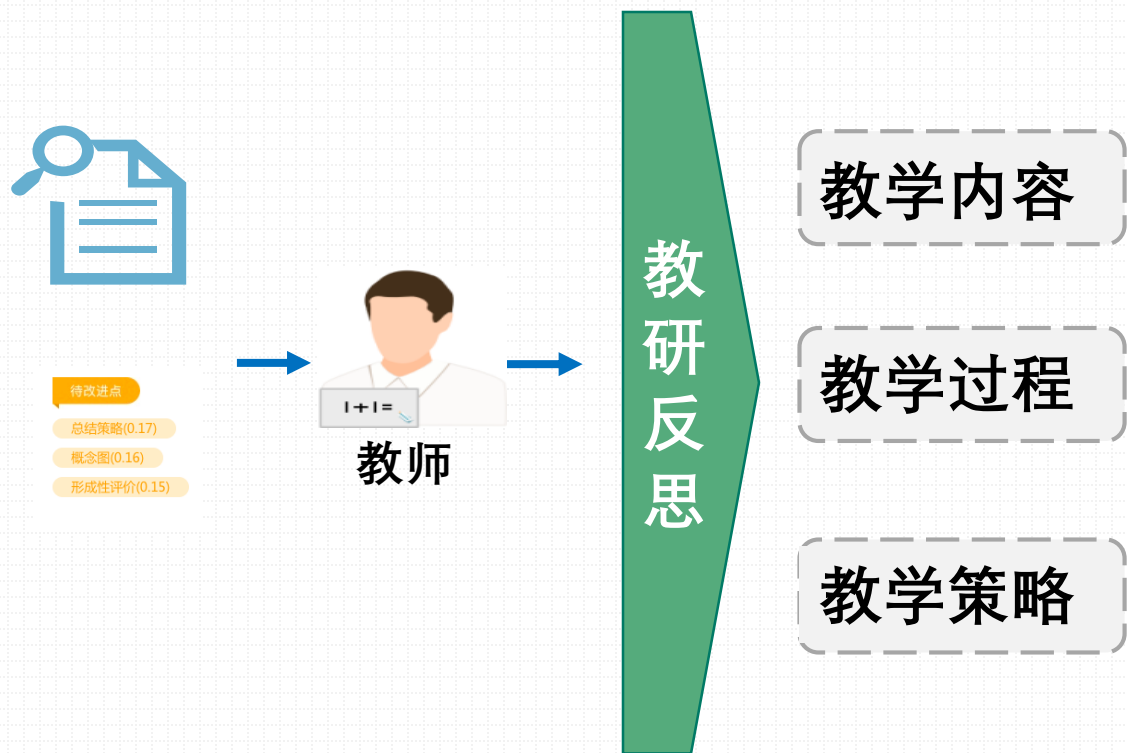 待改进点
总结策略(0.17)
概念图(0.16)
形成性评价(0.15)
1+1=
教师
教研反思
教学内容
教学过程
教学策略